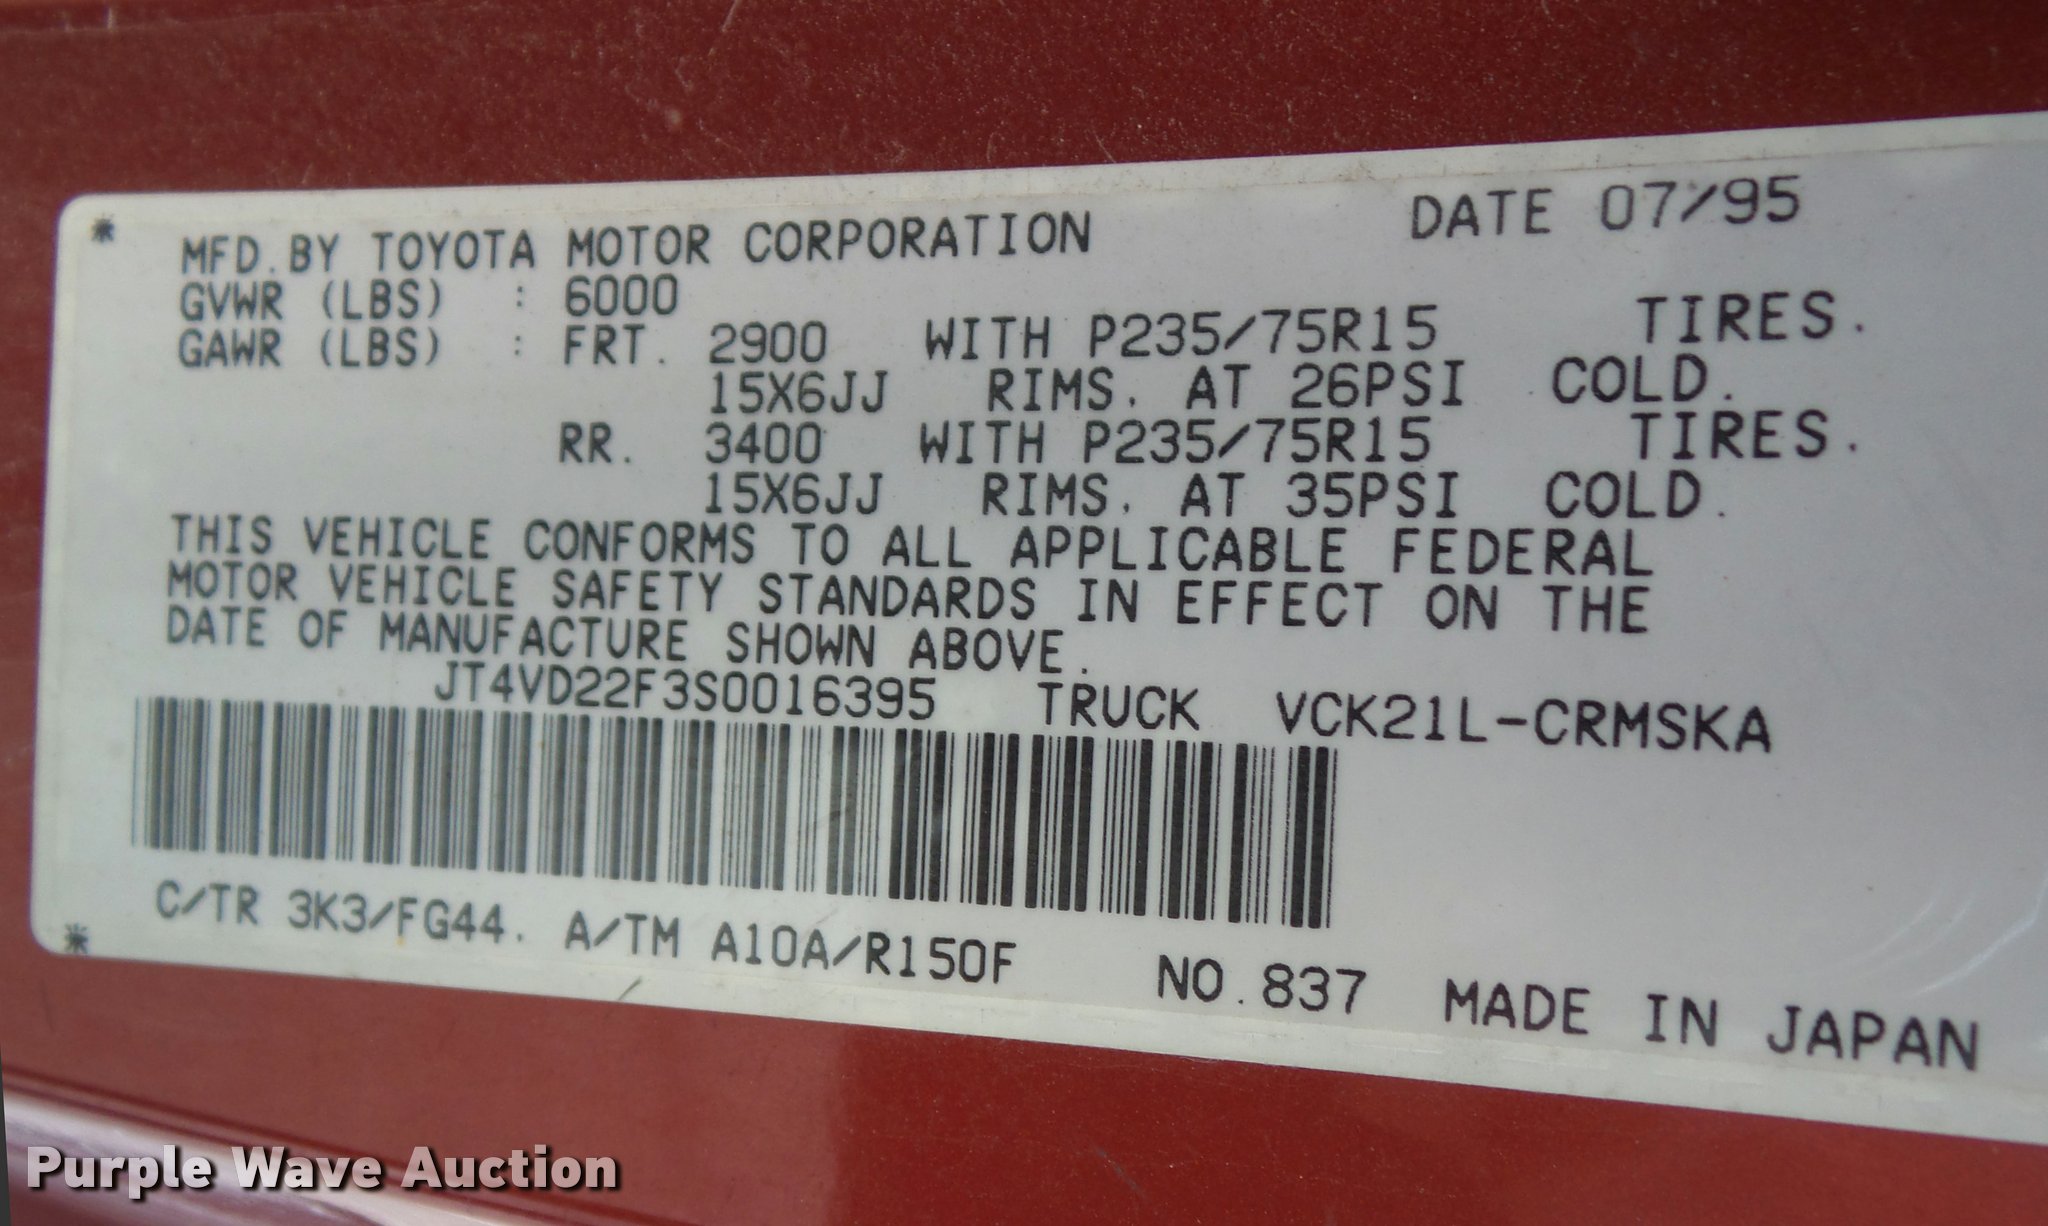 * MFD.BY TOYOTA MOTOR CORPORATION DATE 07/95
GVWR (LBS) : 6000
GAWR (LBS) : FRT. 2900 WITH P235/75R15 TIRES.
15X6JJ RIMS. AT 26PSI COLD.
RR. 3400 WITH P235/75R15 TIRES.
15X6JJ RIMS. AT 35PSI COLD.
THIS VEHICLE CONFORMS TO ALL APPLICABLE FEDERAL
MOTOR VEHICLE SAFETY STANDARDS IN EFFECT ON THE
DATE OF MANUFACTURE SHOWN ABOVE.
JT4VD22F3S0016395 TRUCK VCK21L-CRMSKA
* C/TR 3K3/FG44. A/TM A10A/R150F NO.837 MADE IN JAPAN
Purple Wave Auction